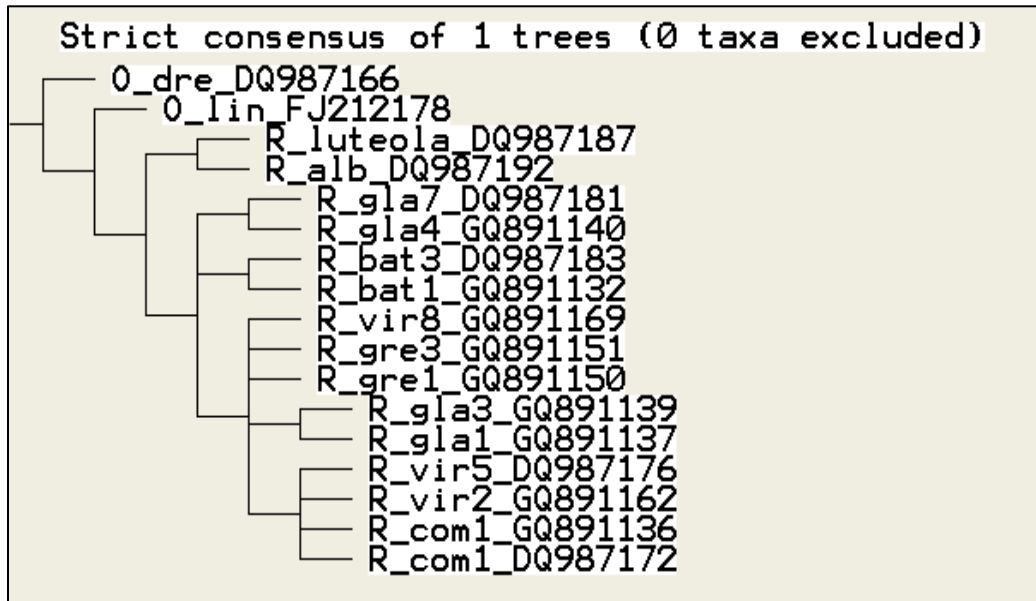 Strict consensus of 1 trees (0 taxa excluded)
O_dre_DQ987166
O_lin_FJ212178
R_luteola_DQ987187
R_alb_DQ987192
R_gla7_DQ987181
R_gla4_GQ891140
R_bat3_DQ987183
R_bat1_GQ891132
R_vir8_GQ891169
R_gre3_GQ891151
R_gre1_GQ891150
R_gla3_GQ891139
R_gla1_GQ891137
R_vir5_DQ987176
R_vir2_GQ891162
R_com1_GQ891136
R_com1_DQ987172